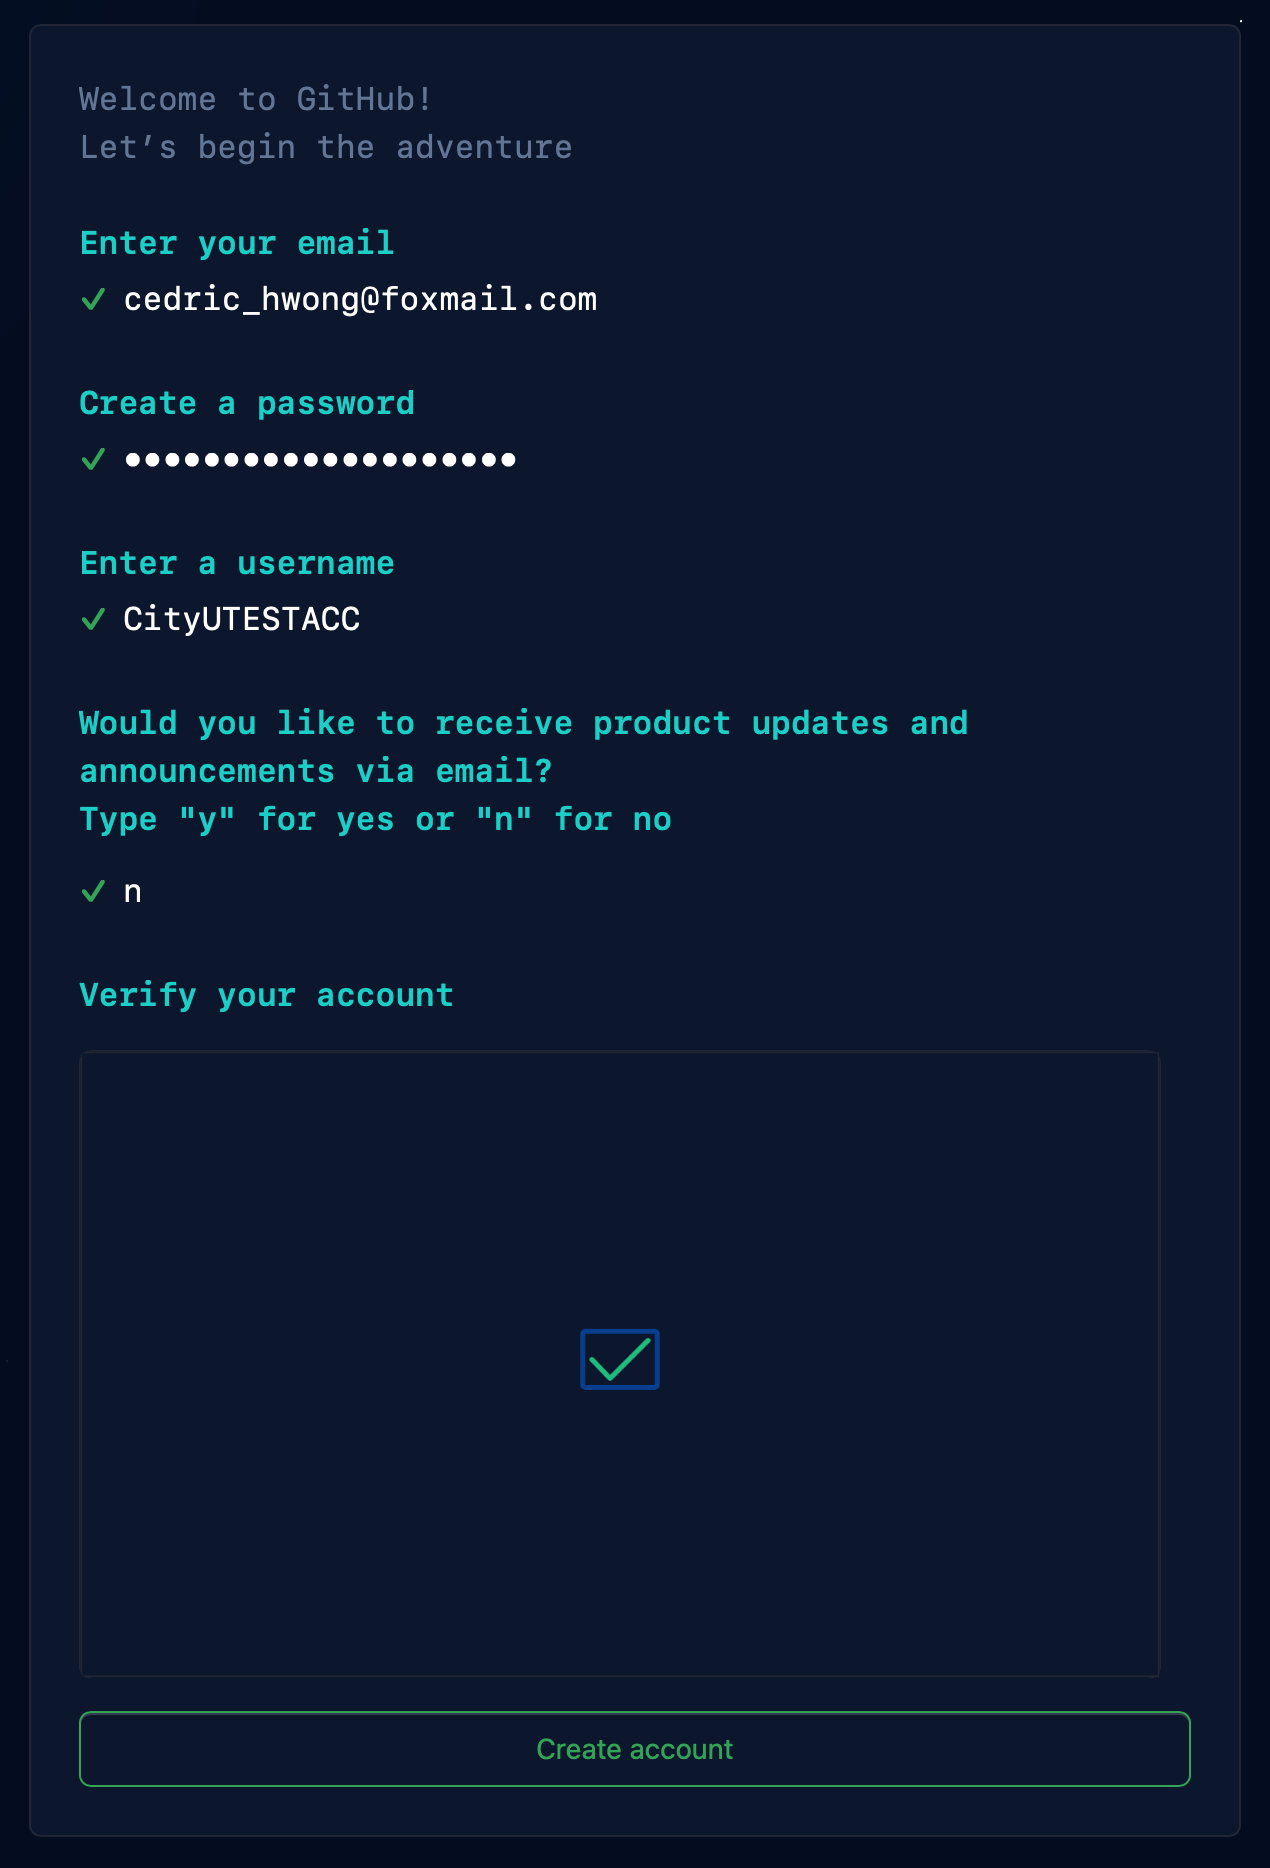 Welcome to GitHub!
Let’s begin the adventure
Enter your email
cedric_hwong@foxmail.com
Create a password
●●●●●●●●●●●●●●●●●●●●
Enter a username
CityUTESTACC
Would you like to receive product updates and
announcements via email?
Type "y" for yes or "n" for no
n
Verify your account
Create account